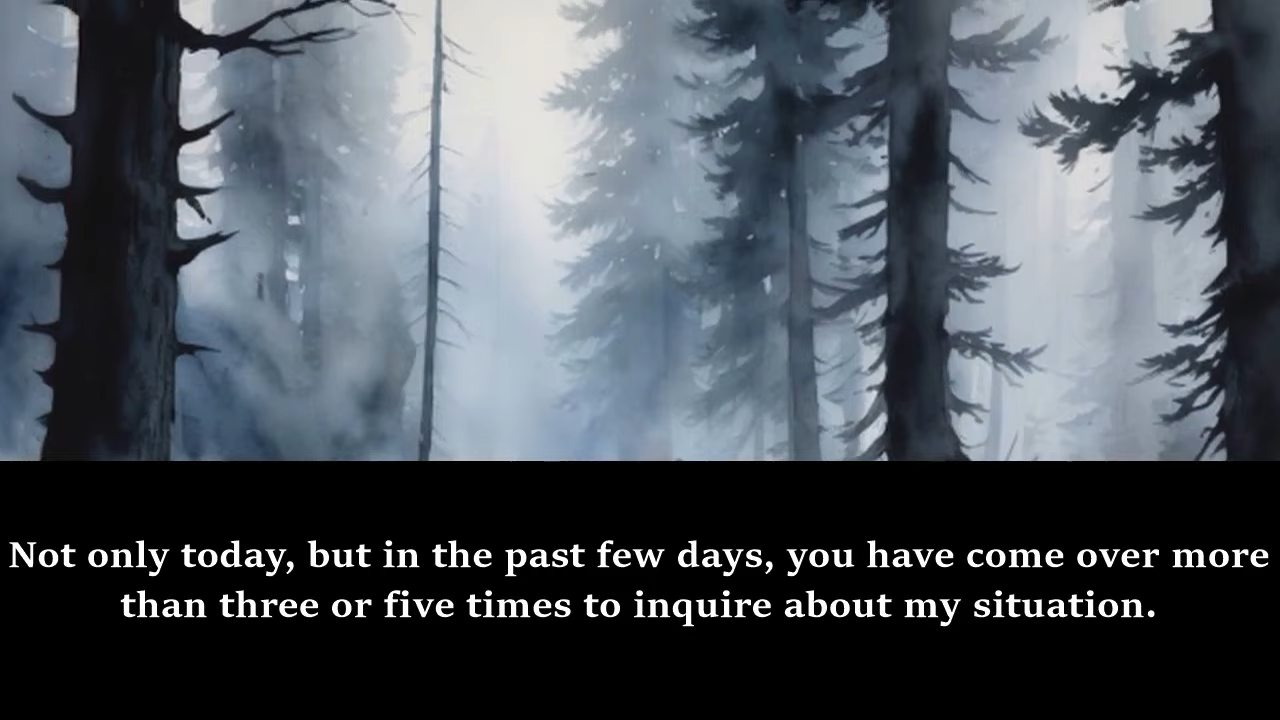 Not only today, but in the past few days, you have come over more
than three or five times to inquire about my situation.